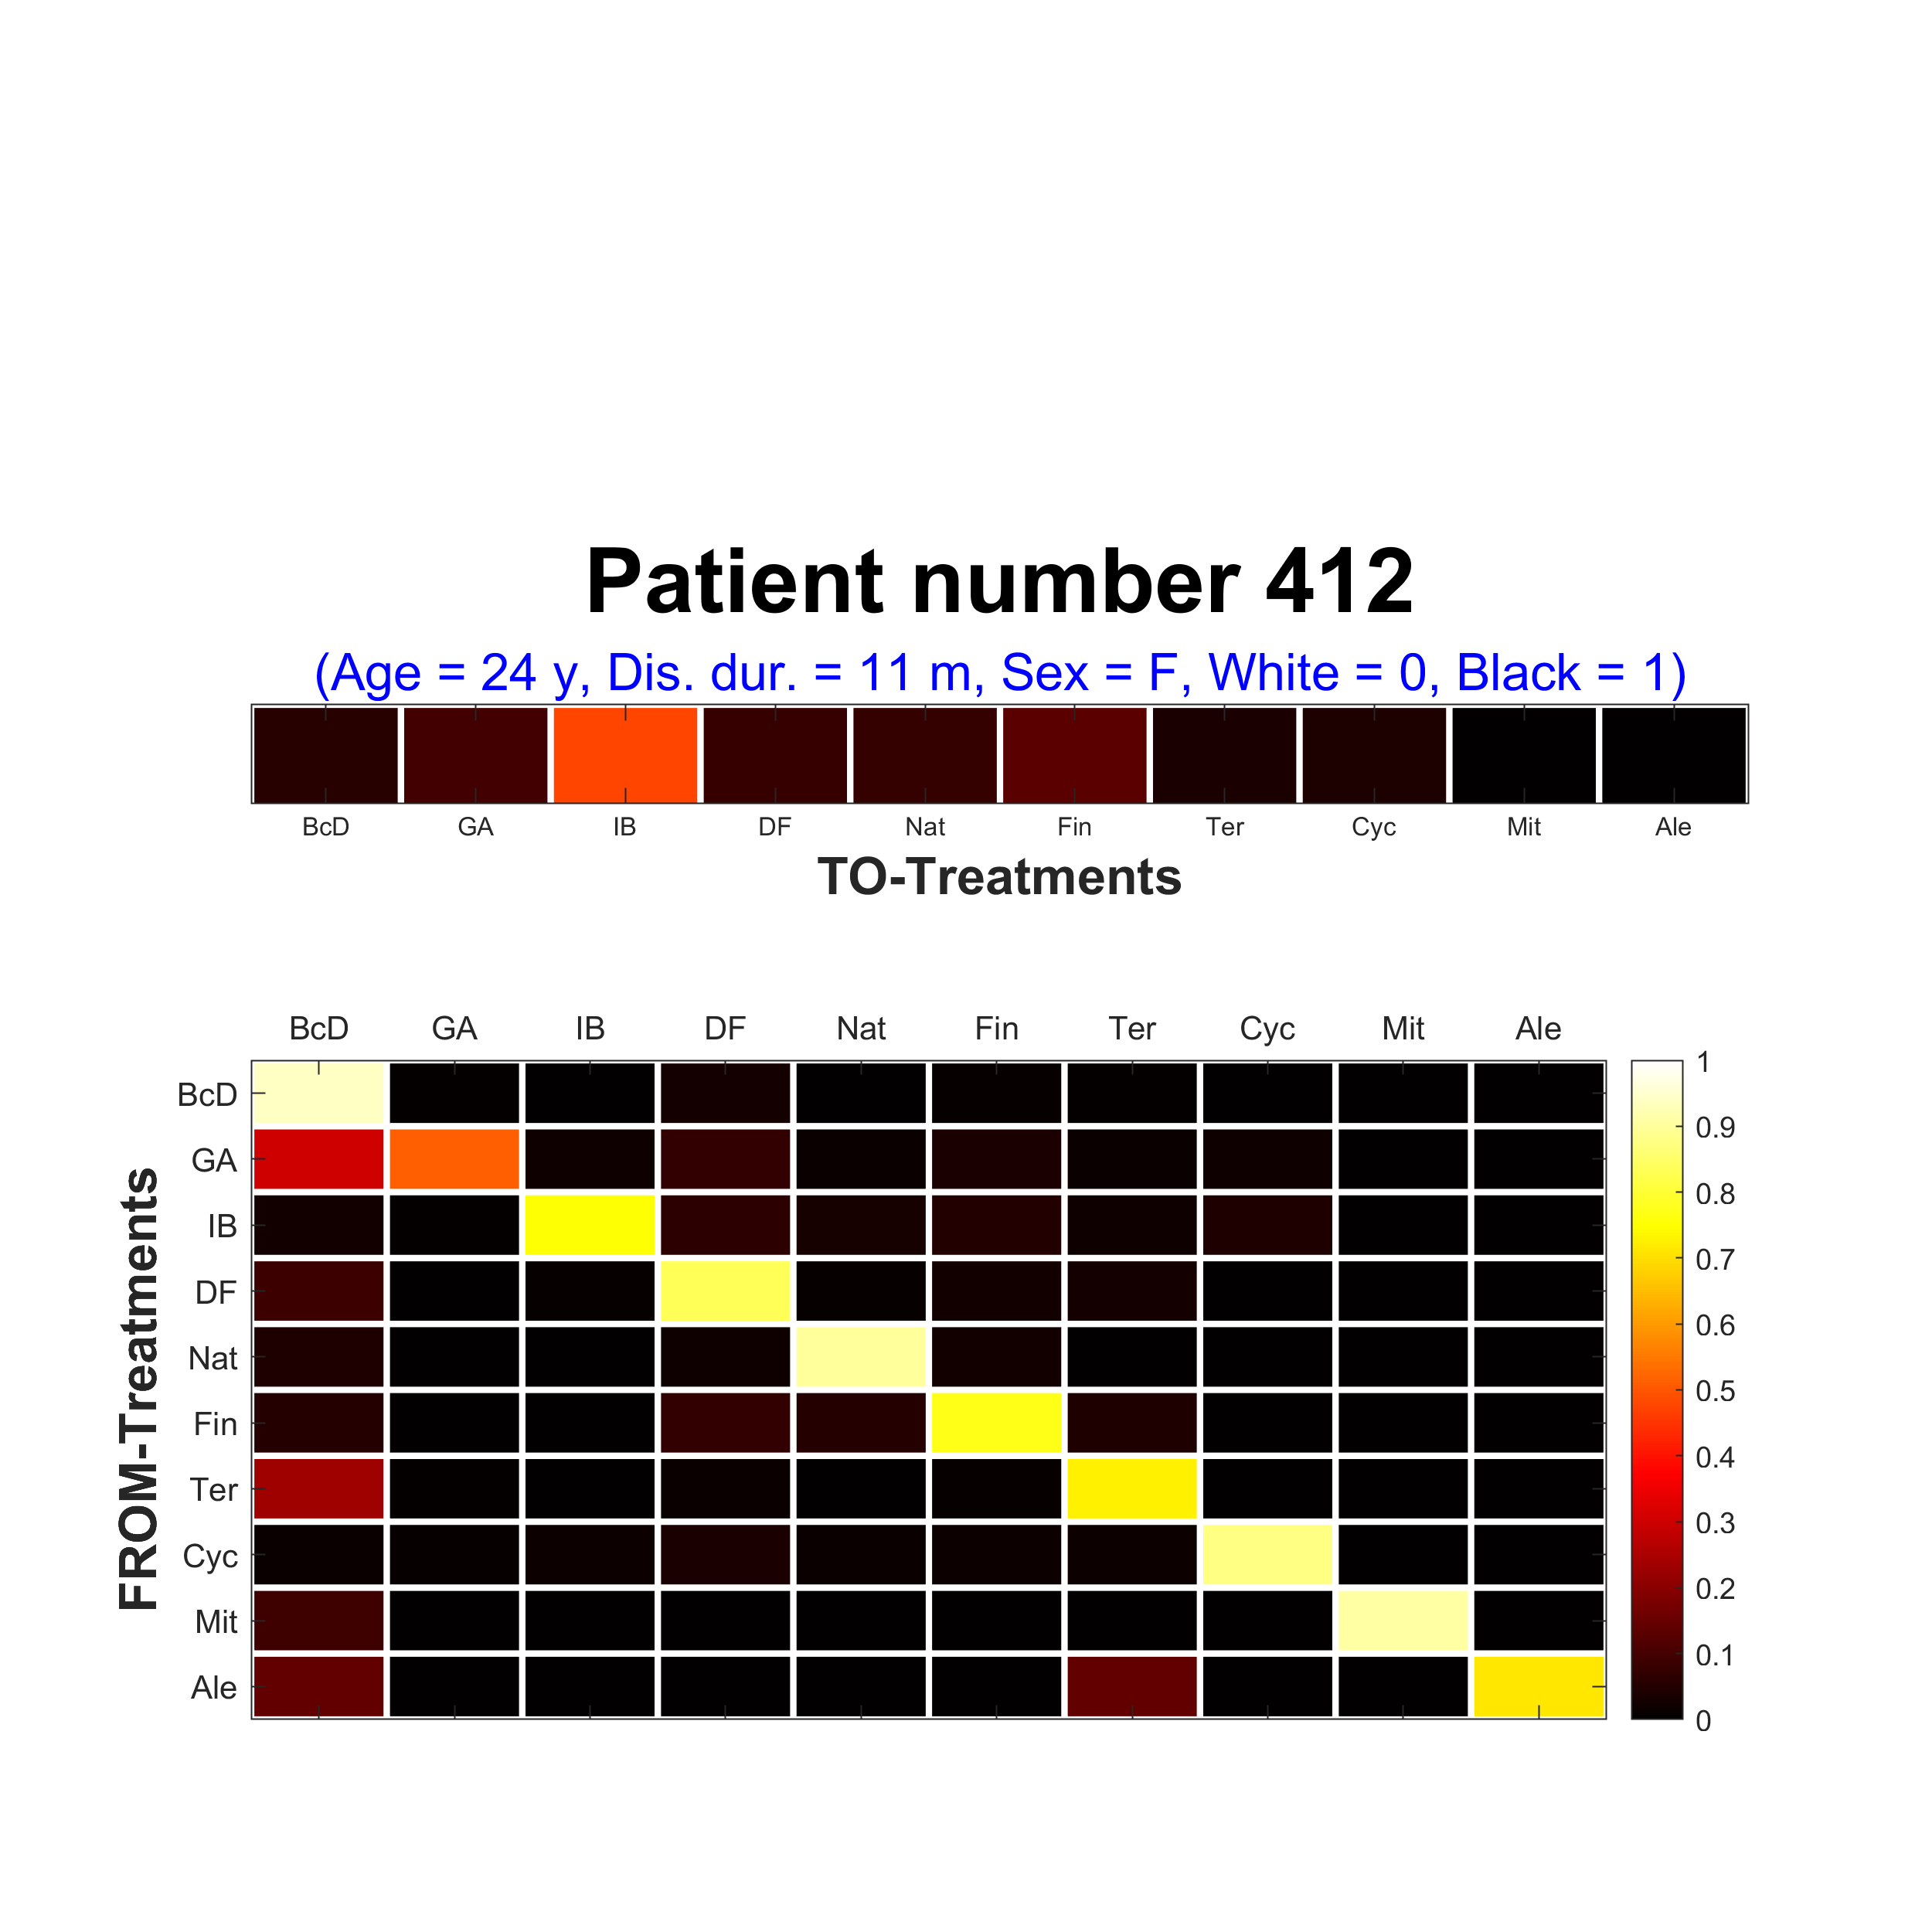 Patient number 412
(Age = 24 y, Dis. dur. = 11 m, Sex = F, White = 0, Black = 1)
BcD GA IB DF Nat Fin Ter Cyc Mit Ale
TO-Treatments
BcD GA IB DF Nat Fin Ter Cyc Mit Ale
FROM-Treatments
BcD
GA
IB
DF
Nat
Fin
Ter
Cyc
Mit
Ale
1
0.9
0.8
0.7
0.6
0.5
0.4
0.3
0.2
0.1
0